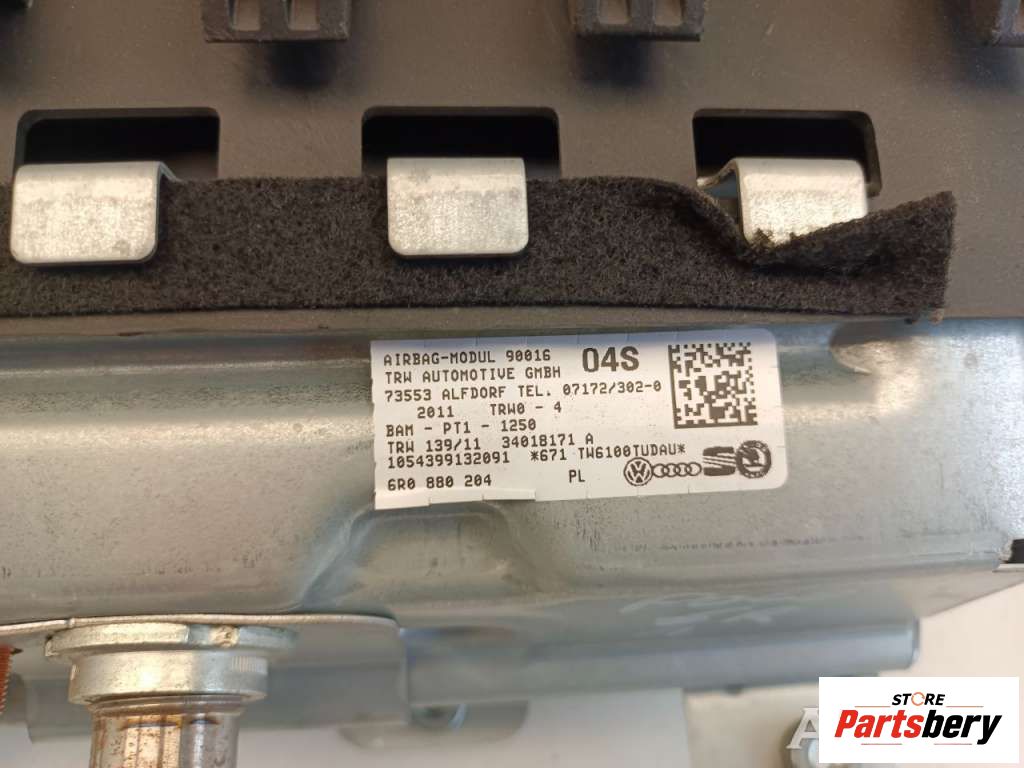 AIRBAG-MODUL 90016 04S
TRW AUTOMOTIVE GMBH
73553 ALFDORF TEL. 07172/302-0
2011 TRW0 - 4
BAM - PT1 - 1250
TRW 139/11 34018171 A
1054399132091 *671 TW6100TUDAU*
6R0 880 204 PL
STORE
Partsbery